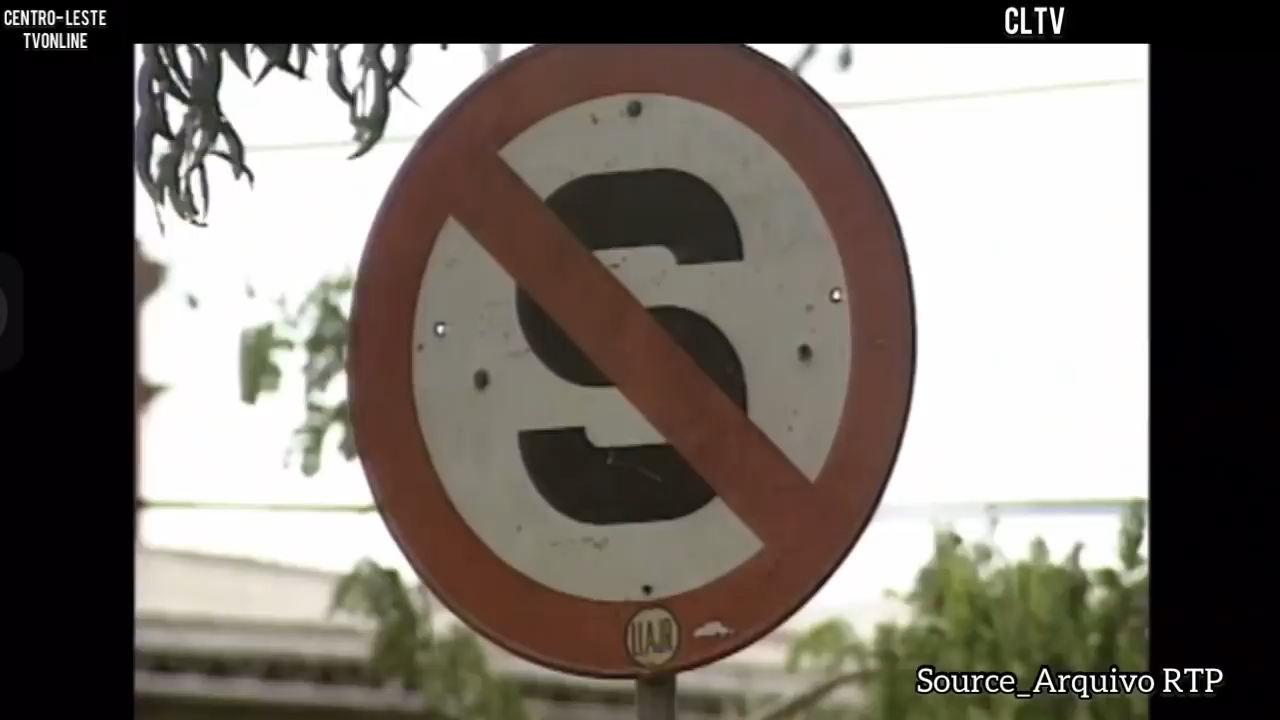 CENTRO-LESTE
TVONLINE
CLTV
S
Source_Arquivo RTP